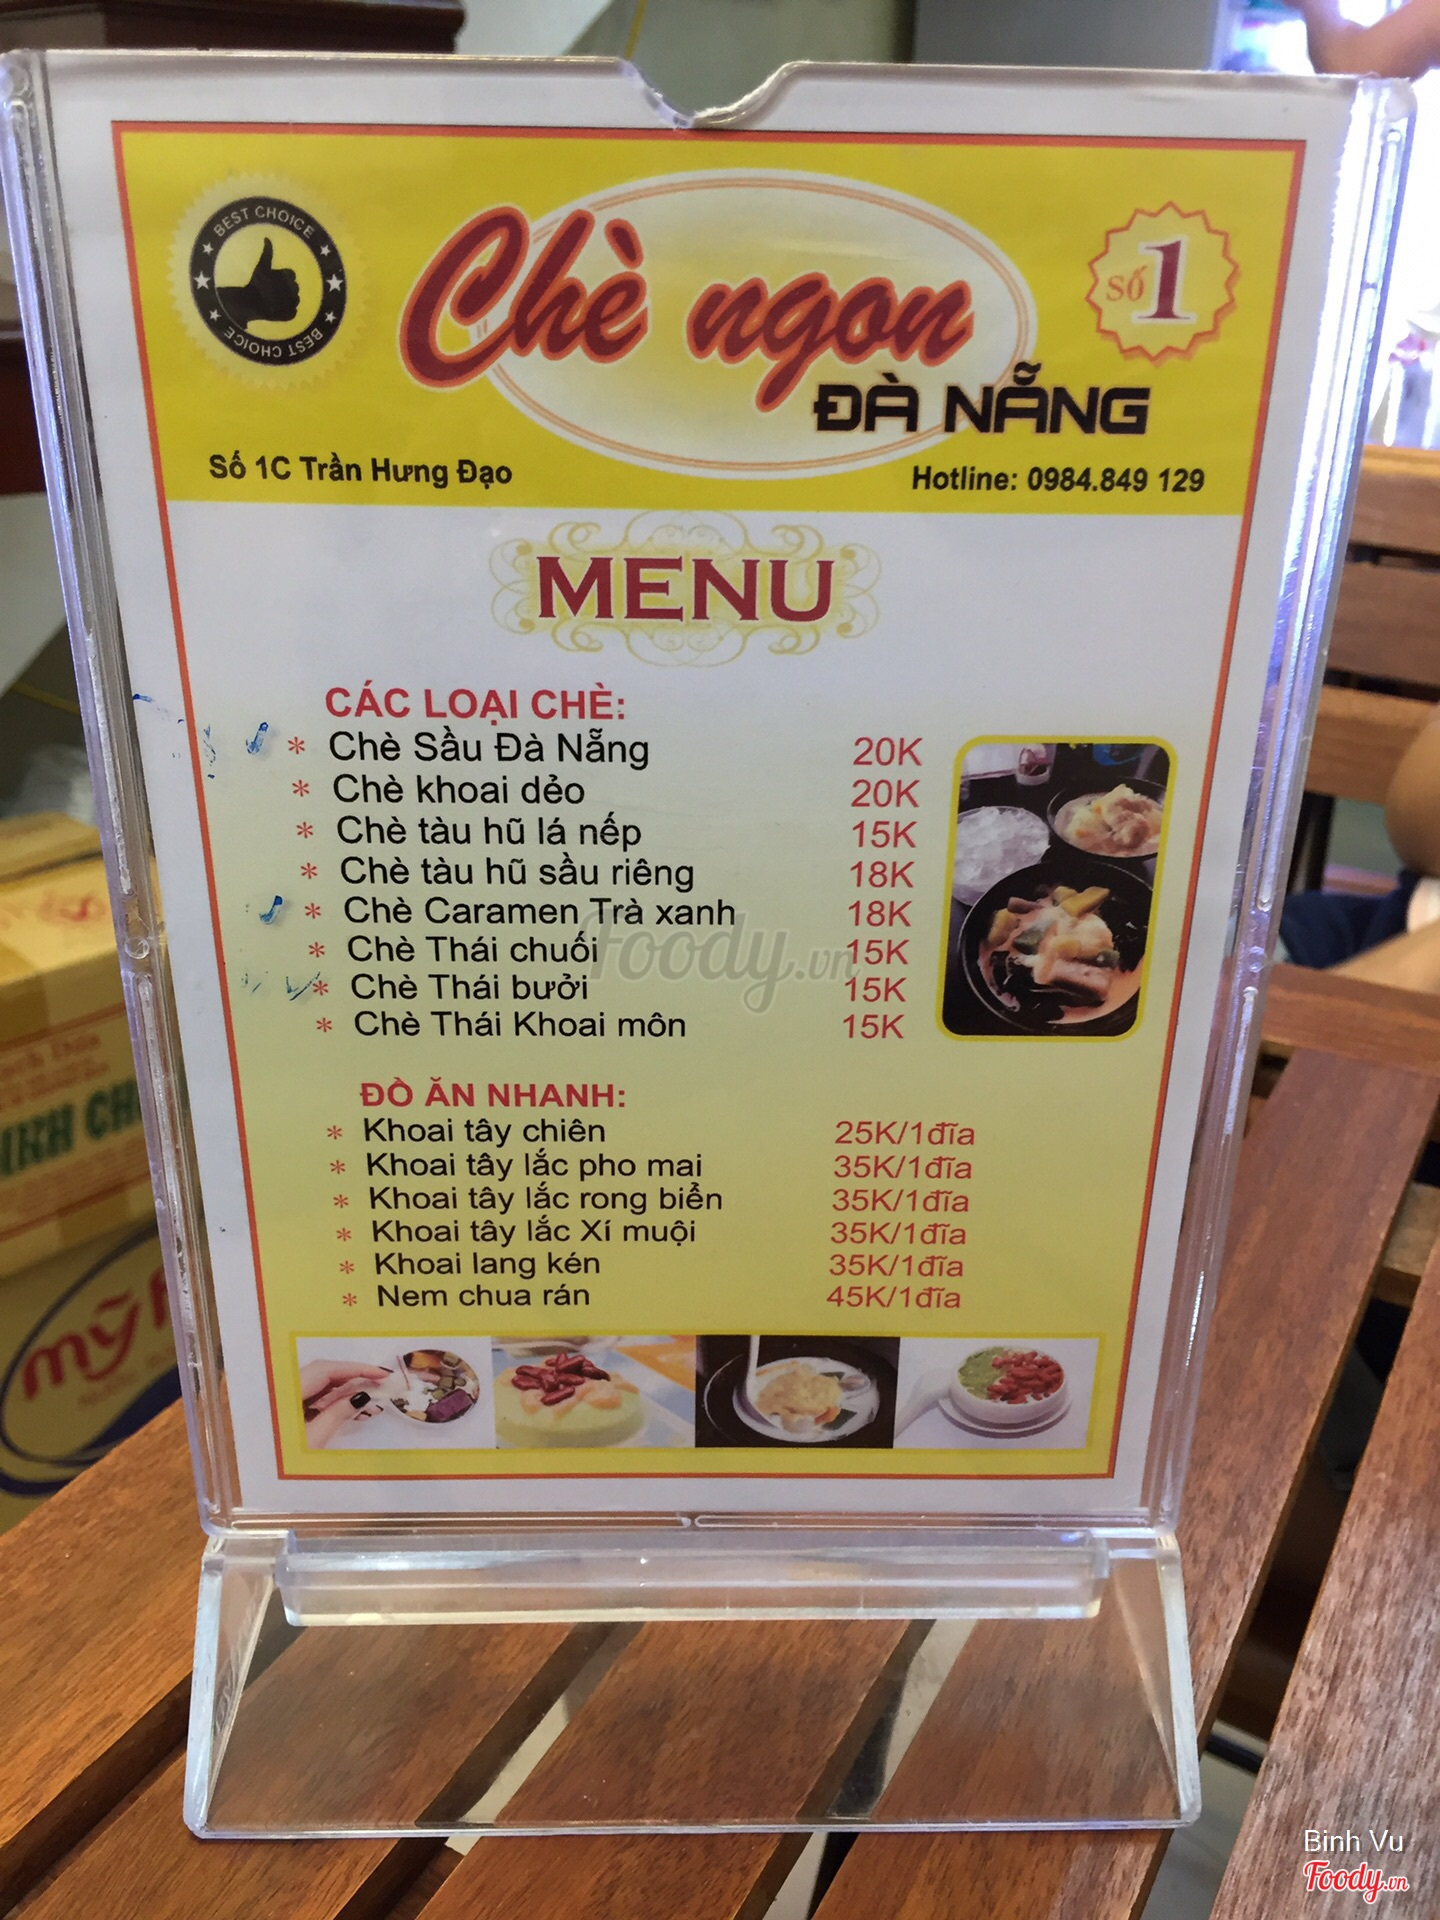 BEST CHOICE
BEST CHOICE
Chè ngon
ĐÀ NẴNG
Số 1
Số 1C Trần Hưng Đạo
Hotline: 0984.849 129
MENU
CÁC LOẠI CHÈ:
* Chè Sầu Đà Nẵng 20K
* Chè khoai dẻo 20K
* Chè tàu hũ lá nếp 15K
* Chè tàu hũ sầu riêng 18K
* Chè Caramen Trà xanh 18K
* Chè Thái chuối 15K
* Chè Thái bưởi 15K
* Chè Thái Khoai môn 15K
Foody.vn
ĐỒ ĂN NHANH:
* Khoai tây chiên 25K/1đĩa
* Khoai tây lắc pho mai 35K/1đĩa
* Khoai tây lắc rong biển 35K/1đĩa
* Khoai tây lắc Xí muội 35K/1đĩa
* Khoai lang kén 35K/1đĩa
* Nem chua rán 45K/1đĩa
mỹ
Binh Vu
Foody.vn